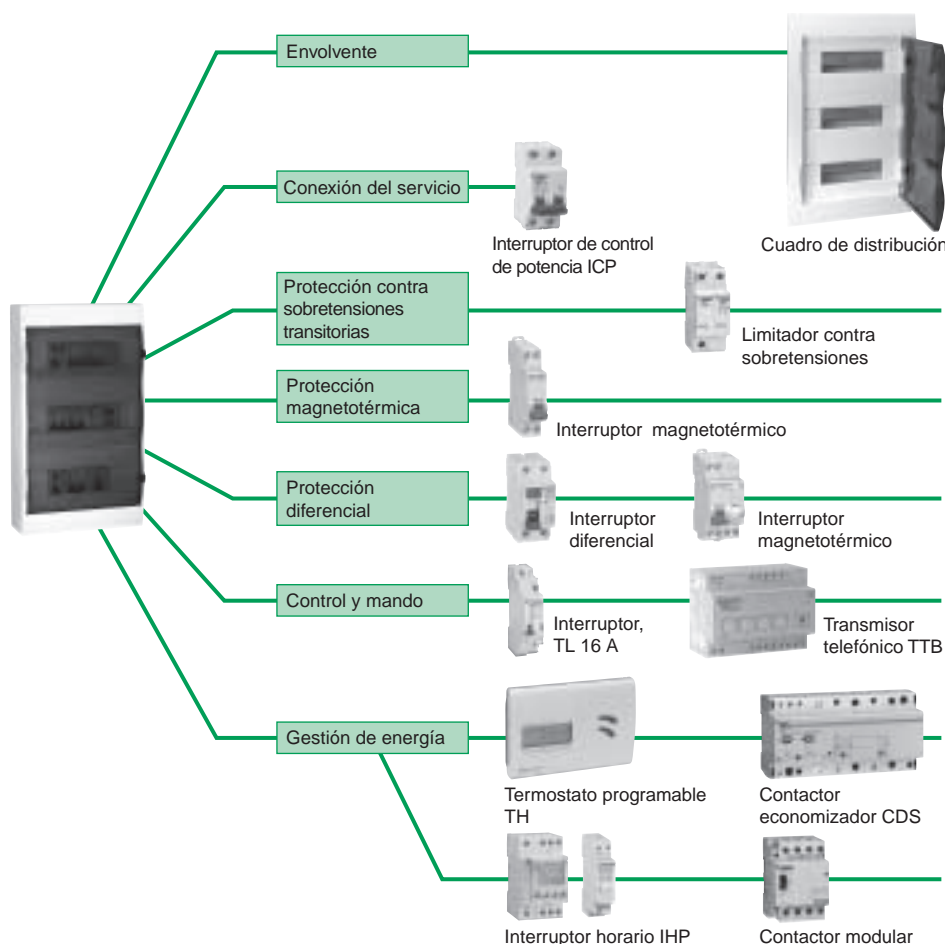 Envolvente
Conexión del servicio
Interruptor de control
de potencia ICP
Cuadro de distribución
Protección contra
sobretensiones
transitorias
Limitador contra
sobretensiones
Protección
magnetotérmica
Interruptor magnetotérmico
Protección
diferencial
Interruptor
diferencial
Interruptor
magnetotérmico
Control y mando
Interruptor,
TL 16 A
Transmisor
telefónico TTB
Gestión de energía
Termostato programable
TH
Contactor
economizador CDS
Interruptor horario IHP
Contactor modular